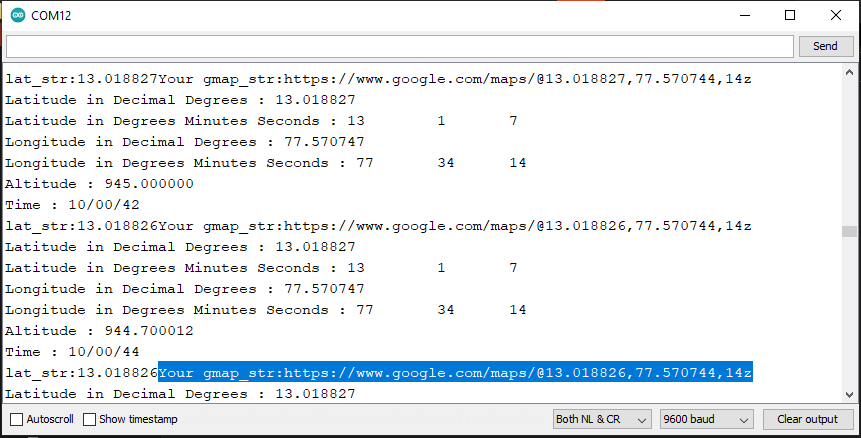 COM12
Send
lat_str:13.018827Your gmap_str:https://www.google.com/maps/@13.018827,77.570744,14z
Latitude in Decimal Degrees : 13.018827
Latitude in Degrees Minutes Seconds : 13 1 7
Longitude in Decimal Degrees : 77.570747
Longitude in Degrees Minutes Seconds : 77 34 14
Altitude : 945.000000
Time : 10/00/42
lat_str:13.018826Your gmap_str:https://www.google.com/maps/@13.018826,77.570744,14z
Latitude in Decimal Degrees : 13.018827
Latitude in Degrees Minutes Seconds : 13 1 7
Longitude in Decimal Degrees : 77.570747
Longitude in Degrees Minutes Seconds : 77 34 14
Altitude : 944.700012
Time : 10/00/44
lat_str:13.018826Your gmap_str:https://www.google.com/maps/@13.018826,77.570744,14z
Latitude in Decimal Degrees : 13.018827
Autoscroll Show timestamp Both NL & CR 9600 baud Clear output